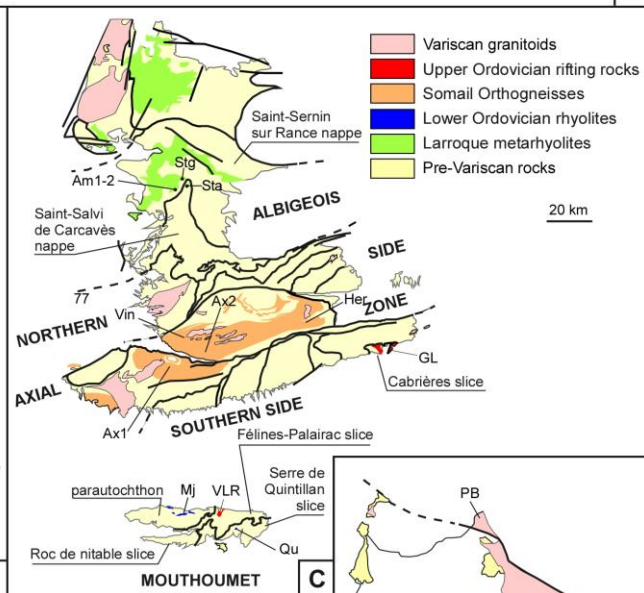 Variscan granitoids
Upper Ordovician rifting rocks
Somail Orthogneisses
Lower Ordovician rhyolites
Larroque metarhyolites
Pre-Variscan rocks
20 km
Saint-Sernin
sur Rance nappe
Stg
Am1-2
Sta
ALBIGEOIS
Saint-Salvi
de Carcavès
nappe
SIDE
77
Ax2
Her
ZONE
Vin
NORTHERN
GL
Cabrières slice
AXIAL
Ax1
SOUTHERN SIDE
Félines-Palairac slice
Serre de
Quintillan
slice
parautochthon
Mj
VLR
PB
Roc de nitable slice
Qu
MOUTHOUMET
C